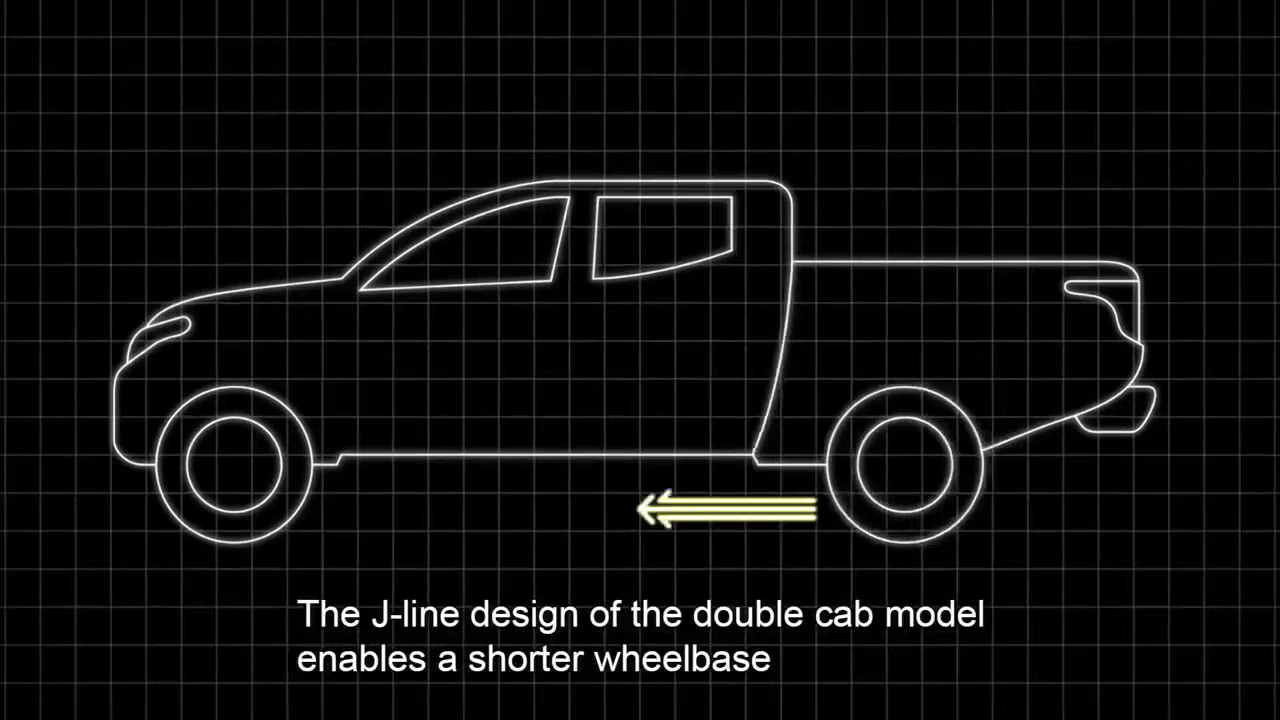 The J-line design of the double cab model
enables a shorter wheelbase